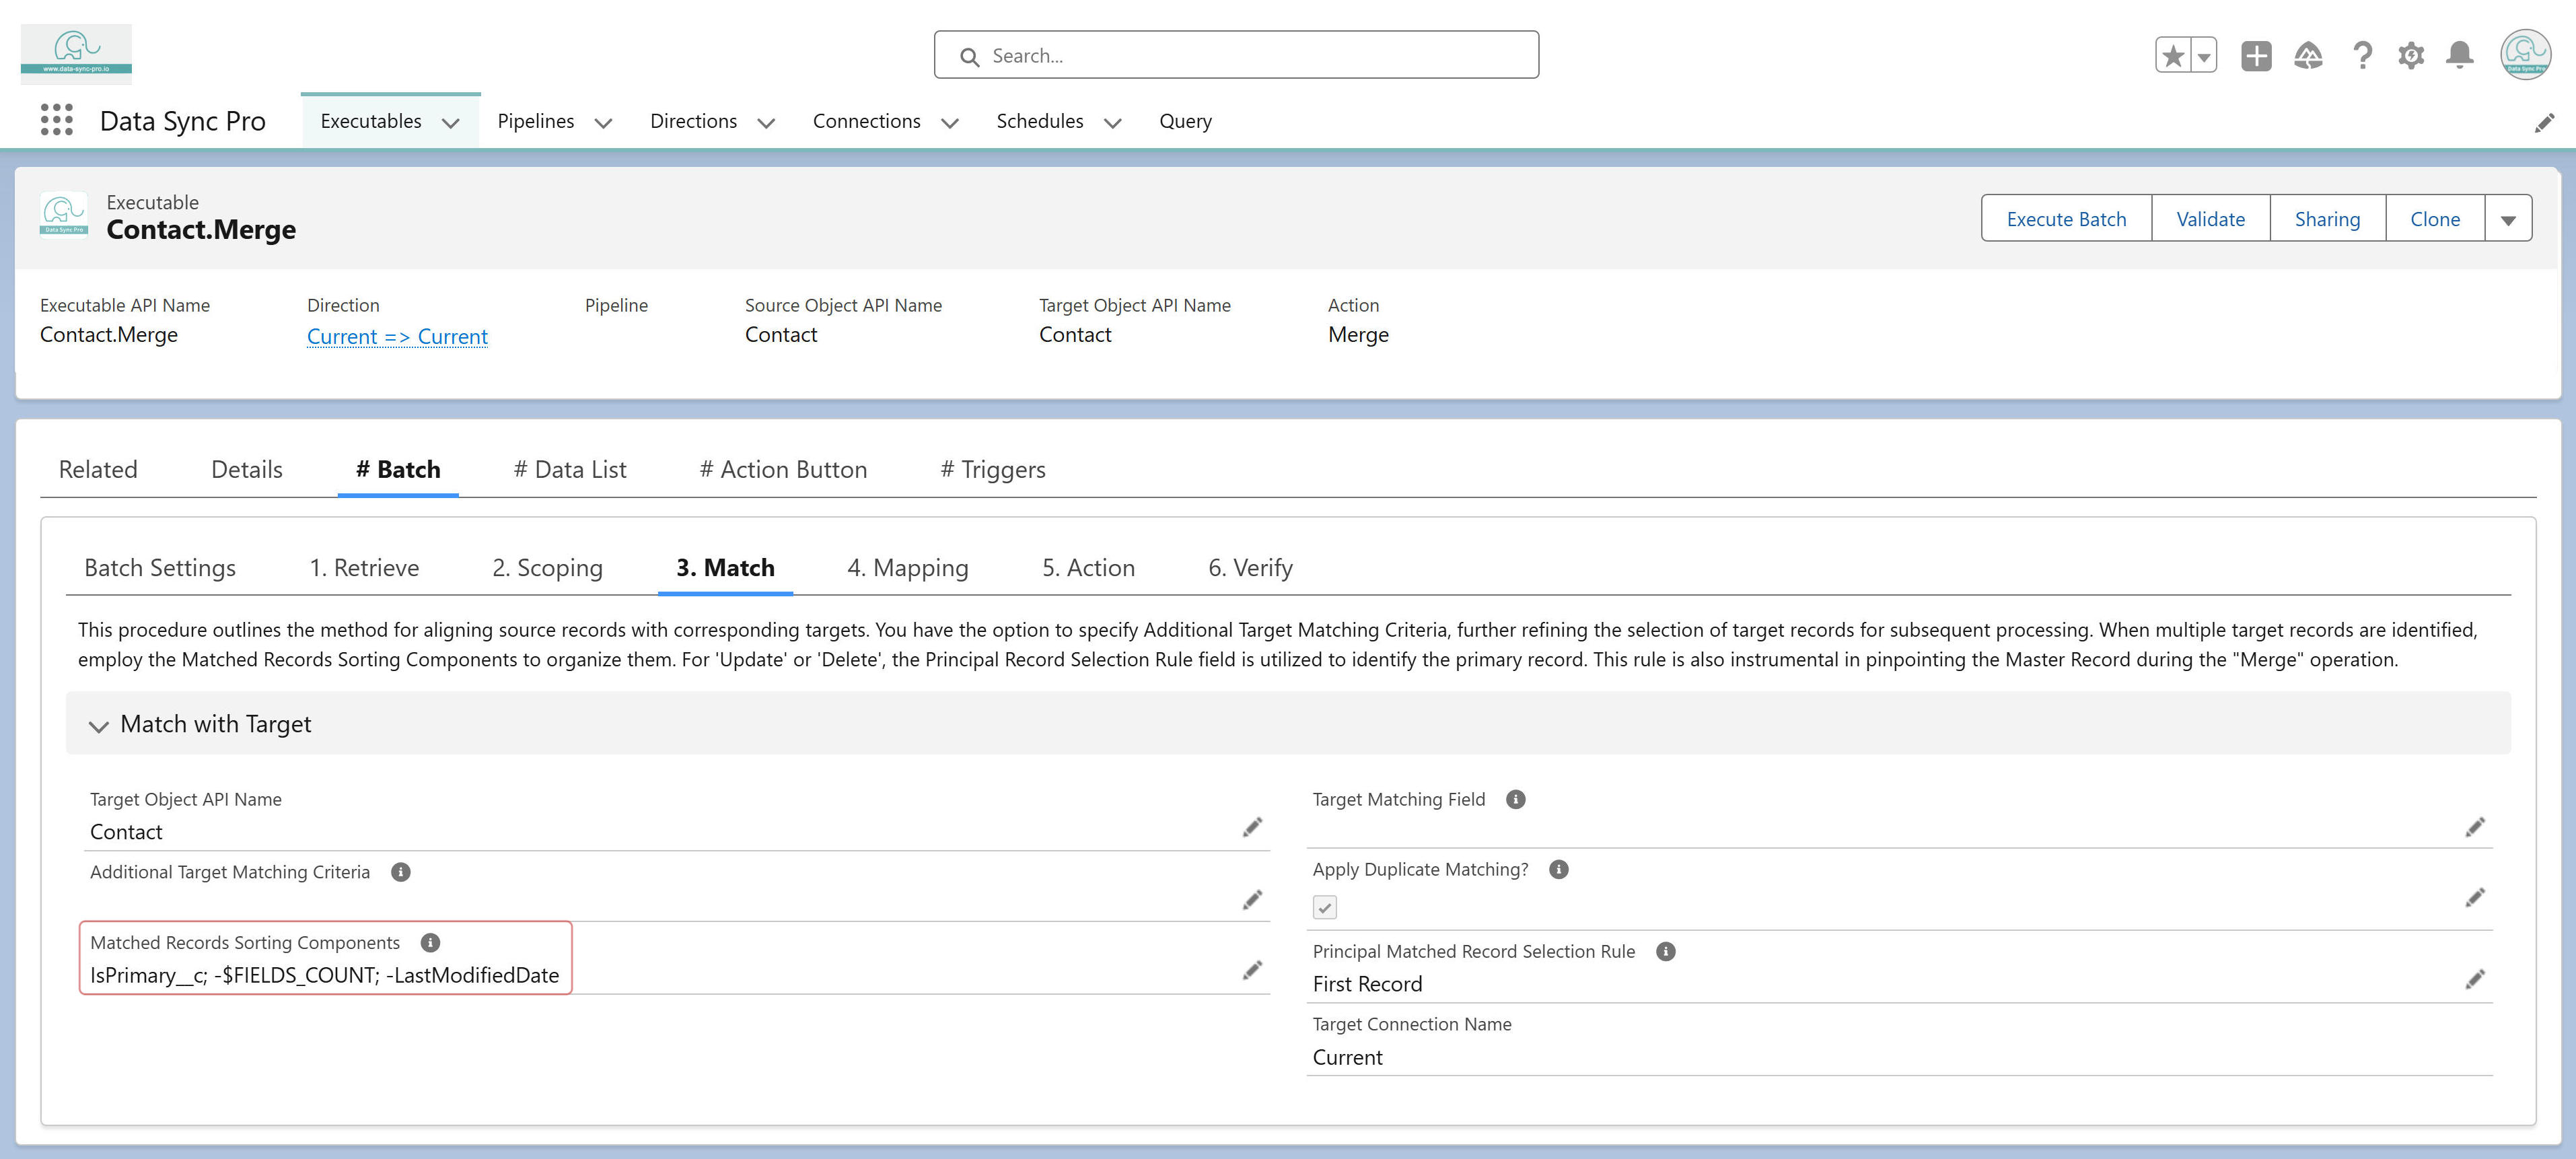 www.data-sync-pro.io
Search...
Data Sync Pro
Executables
Pipelines
Directions
Connections
Schedules
Query
Data Sync Pro
Executable
Contact.Merge
Data Sync Pro
Execute Batch
Validate
Sharing
Clone
Executable API Name
Contact.Merge
Direction
Current => Current
Pipeline
Source Object API Name
Contact
Target Object API Name
Contact
Action
Merge
Related
Details
# Batch
# Data List
# Action Button
# Triggers
Batch Settings
1. Retrieve
2. Scoping
3. Match
4. Mapping
5. Action
6. Verify
This procedure outlines the method for aligning source records with corresponding targets. You have the option to specify Additional Target Matching Criteria, further refining the selection of target records for subsequent processing. When multiple target records are identified,
employ the Matched Records Sorting Components to organize them. For 'Update' or 'Delete', the Principal Record Selection Rule field is utilized to identify the primary record. This rule is also instrumental in pinpointing the Master Record during the "Merge" operation.
Match with Target
Target Object API Name
Contact
Additional Target Matching Criteria
Matched Records Sorting Components
IsPrimary__c; -$FIELDS_COUNT; -LastModifiedDate
Target Matching Field
Apply Duplicate Matching?
Principal Matched Record Selection Rule
First Record
Target Connection Name
Current